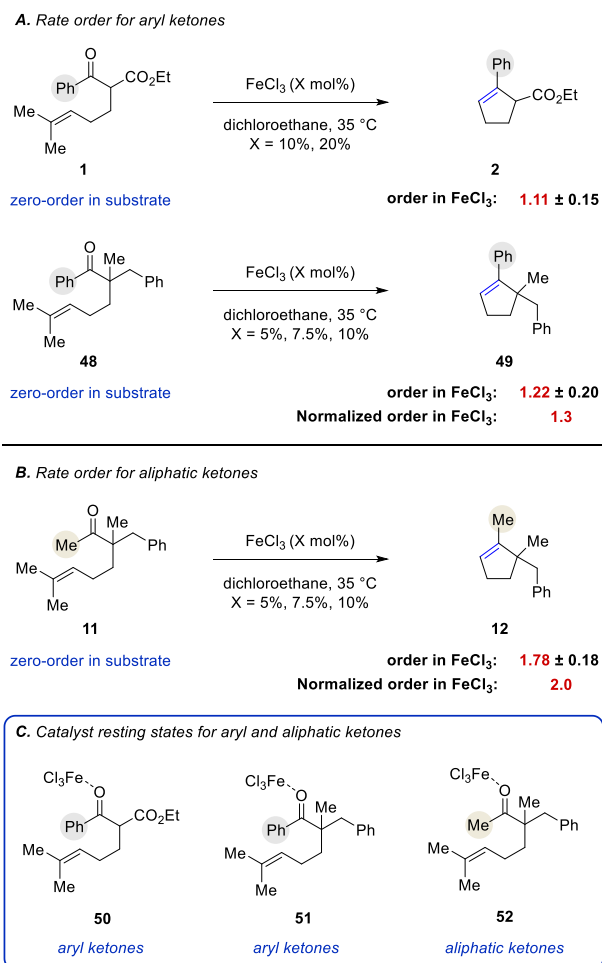 A. Rate order for aryl ketones
O
Ph
CO₂Et
Me
Me
1
FeCl₃ (X mol%)
dichloroethane, 35 °C
X = 10%, 20%
Ph
CO₂Et
2
zero-order in substrate
order in FeCl₃: 1.11 ± 0.15
O
Me
Ph
Ph
Me
Me
48
FeCl₃ (X mol%)
dichloroethane, 35 °C
X = 5%, 7.5%, 10%
Ph
Me
Ph
49
zero-order in substrate
order in FeCl₃: 1.22 ± 0.20
Normalized order in FeCl₃: 1.3
B. Rate order for aliphatic ketones
O
Me
Me
Ph
Me
Me
11
FeCl₃ (X mol%)
dichloroethane, 35 °C
X = 5%, 7.5%, 10%
Me
Me
Ph
12
zero-order in substrate
order in FeCl₃: 1.78 ± 0.18
Normalized order in FeCl₃: 2.0
C. Catalyst resting states for aryl and aliphatic ketones
Cl₃Fe
O
Ph
CO₂Et
Me
Me
50
aryl ketones
Cl₃Fe
O
Me
Ph
Ph
Me
Me
51
aryl ketones
Cl₃Fe
O
Me
Me
Ph
Me
Me
52
aliphatic ketones